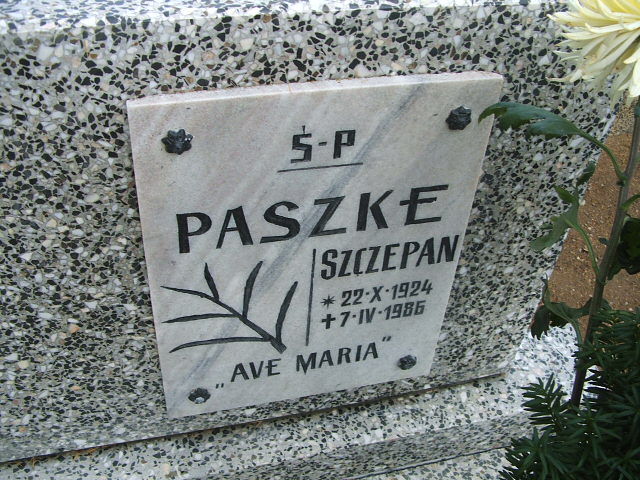 Ś-P
PASZKE
SZCZEPAN
* 22·X·1924
+ 7·IV·1986
„AVE MARIA”